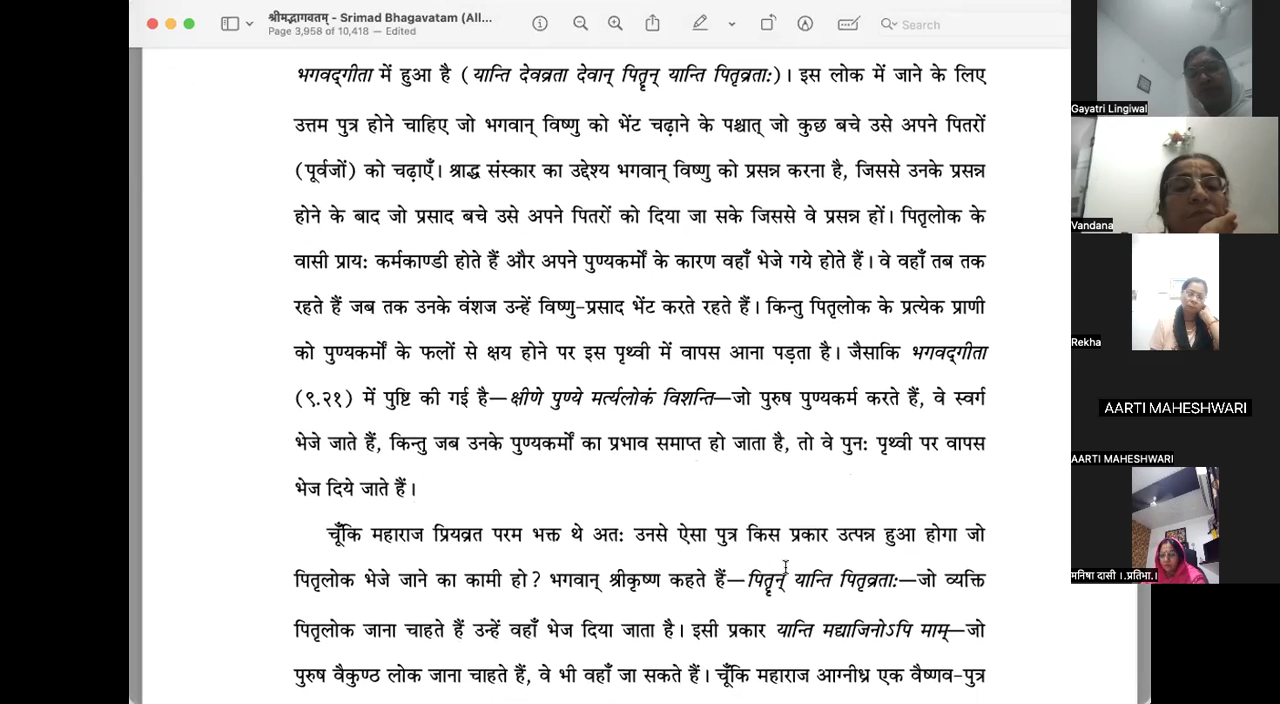 श्रीमद्भागवतम् - Srimad Bhagavatam (All...
Page 3,958 of 10,418 – Edited
Search
भगवद्‌गीता में हुआ है (यान्ति देवव्रता देवान् पितॄन् यान्ति पितृव्रताः)। इस लोक में जाने के लिए
उत्तम पुत्र होने चाहिए जो भगवान् विष्णु को भेंट चढ़ाने के पश्चात् जो कुछ बचे उसे अपने पितरों
(पूर्वजों) को चढ़ाएँ। श्राद्ध संस्कार का उद्देश्य भगवान् विष्णु को प्रसन्न करना है, जिससे उनके प्रसन्न
होने के बाद जो प्रसाद बचे उसे अपने पितरों को दिया जा सके जिससे वे प्रसन्न हों। पितृलोक के
वासी प्राय: कर्मकाण्डी होते हैं और अपने पुण्यकर्मों के कारण वहाँ भेजे गये होते हैं। वे वहाँ तब तक
रहते हैं जब तक उनके वंशज उन्हें विष्णु-प्रसाद भेंट करते रहते हैं। किन्तु पितृलोक के प्रत्येक प्राणी
को पुण्यकर्मों के फलों से क्षय होने पर इस पृथ्वी में वापस आना पड़ता है। जैसाकि भगवद्‌गीता
(९.२१) में पुष्टि की गई है—क्षीणे पुण्ये मर्त्यलोकं विशन्ति—जो पुरुष पुण्यकर्म करते हैं, वे स्वर्ग
भेजे जाते हैं, किन्तु जब उनके पुण्यकर्मों का प्रभाव समाप्त हो जाता है, तो वे पुन: पृथ्वी पर वापस
भेज दिये जाते हैं।
चूँकि महाराज प्रियव्रत परम भक्त थे अत: उनसे ऐसा पुत्र किस प्रकार उत्पन्न हुआ होगा जो
पितृलोक भेजे जाने का कामी हो? भगवान् श्रीकृष्ण कहते हैं—पितॄन् यान्ति पितृव्रता:—जो व्यक्ति
पितृलोक जाना चाहते हैं उन्हें वहाँ भेज दिया जाता है। इसी प्रकार यान्ति मद्याजिनोऽपि माम्—जो
पुरुष वैकुण्ठ लोक जाना चाहते हैं, वे भी वहाँ जा सकते हैं। चूँकि महाराज आग्नीध्र एक वैष्णव-पुत्र
Gayatri Lingiwal
Vandana
Rekha
AARTI MAHESHWARI
AARTI MAHESHWARI
मनिषा दासी ।.प्रतिभा.।